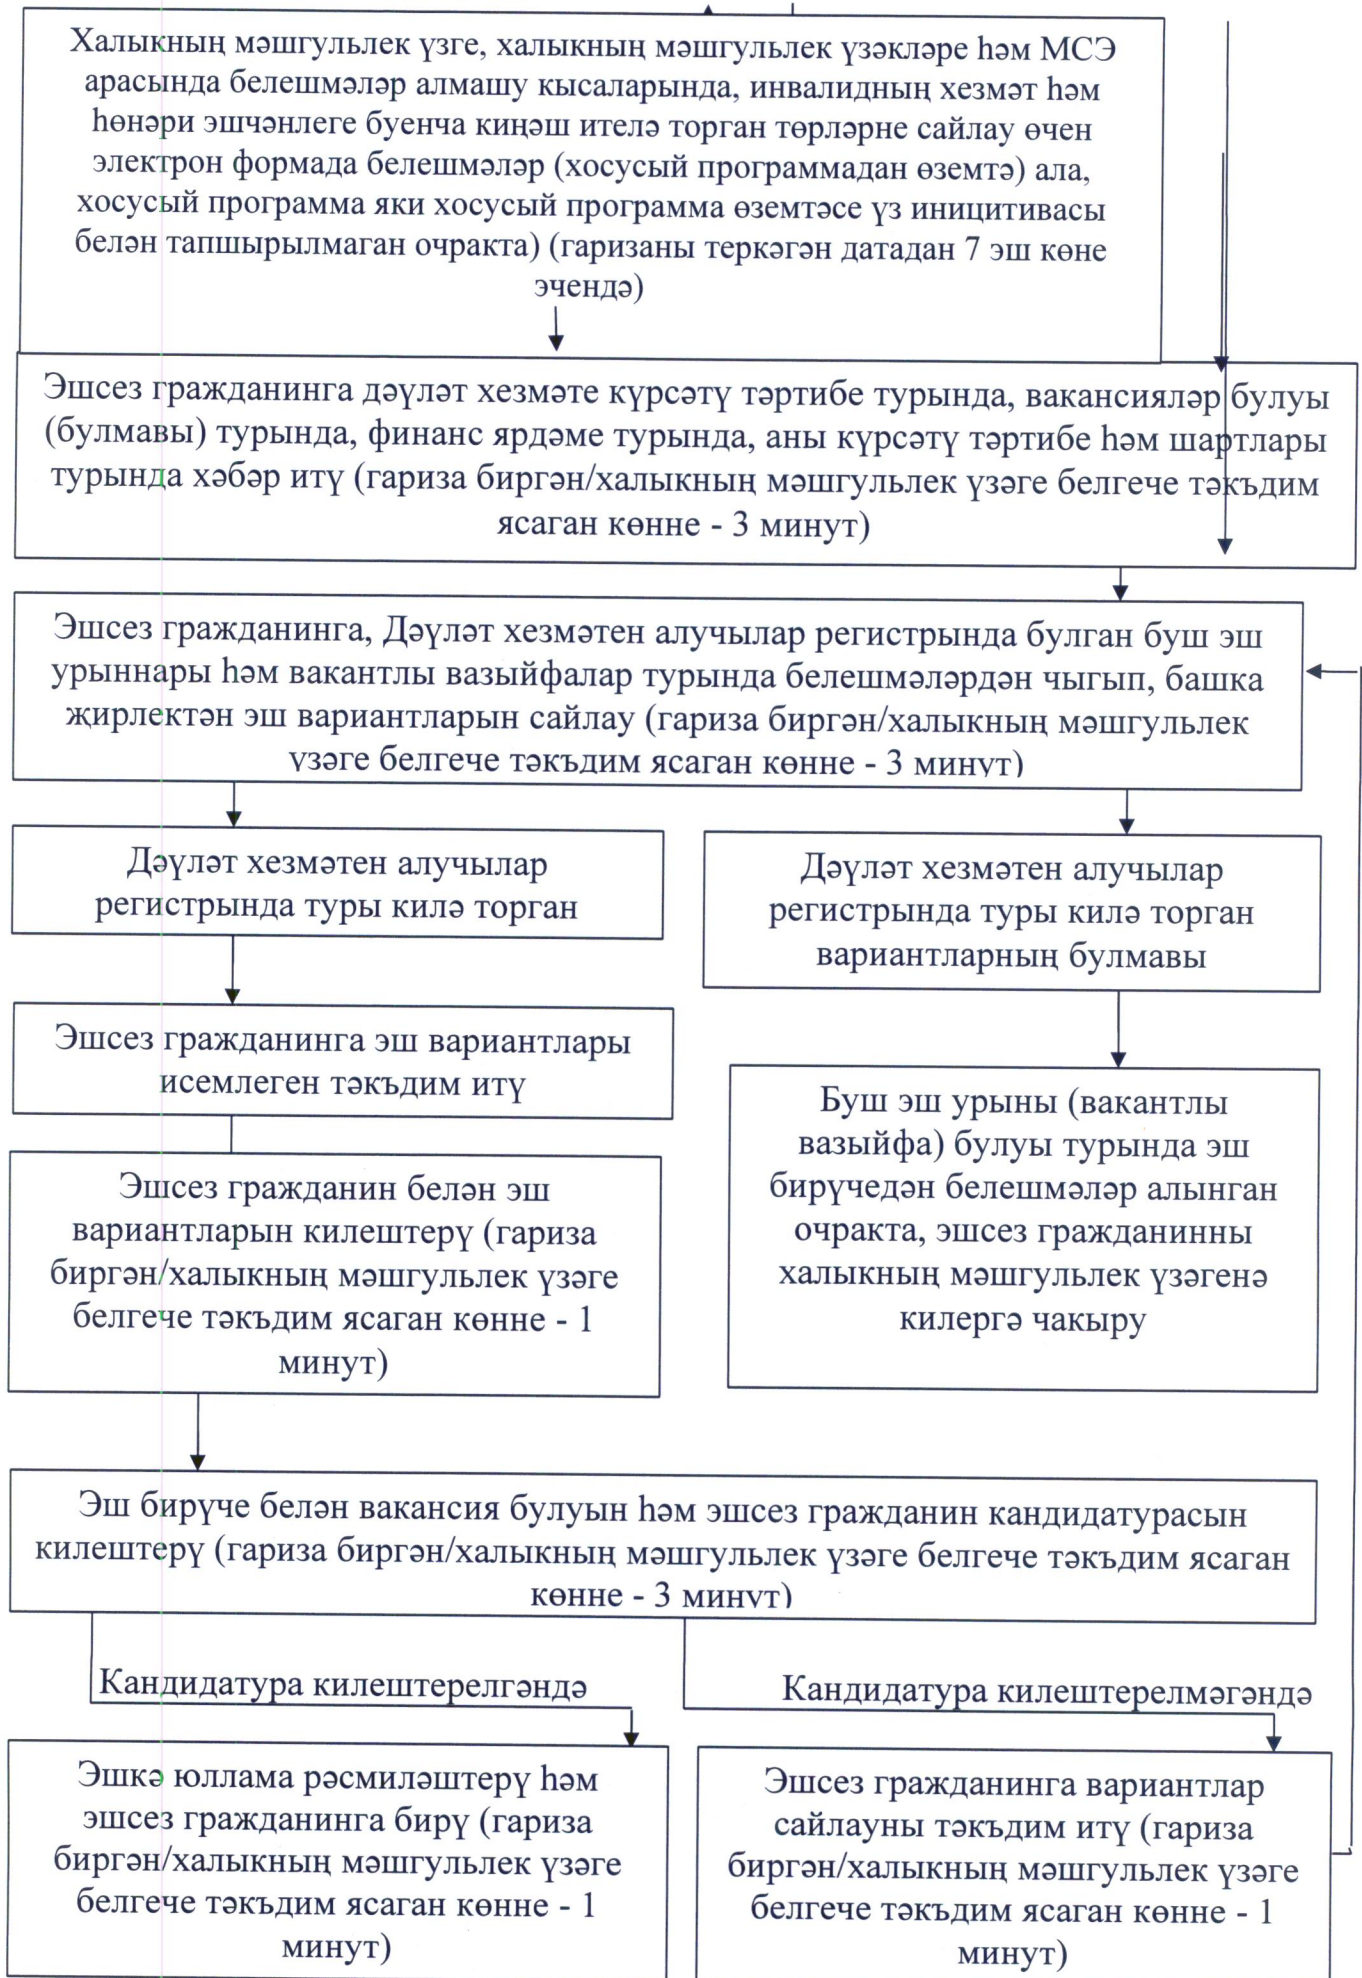 Халыкның мәшгульлек үзге, халыкның мәшгульлек үзәкләре һәм МСЭ
арасында белешмәләр алмашу кысаларында, инвалидның хезмәт һәм
һөнәри эшчәнлеге буенча киңәш ителә торган төрләрне сайлау өчен
электрон формада белешмәләр (хосусый программадан өземтә) ала,
хосусый программа яки хосусый программа өземтәсе үз иницитивасы
белән тапшырылмаган очракта) (гаризаны теркәгән датадан 7 эш көне
эчендә)
Эшсез гражданинга дәүләт хезмәте күрсәтү тәртибе турында, вакансияләр булуы
(булмавы) турында, финанс ярдәме турында, аны күрсәтү тәртибе һәм шартлары
турында хәбәр итү (гариза биргән/халыкның мәшгульлек үзәге белгече тәкъдим
ясаган көнне - 3 минут)
Эшсез гражданинга, Дәүләт хезмәтен алучылар регистрында булган буш эш
урыннары һәм вакантлы вазыйфалар турында белешмәләрдән чыгып, башка
җирлектән эш вариантларын сайлау (гариза биргән/халыкның мәшгульлек
үзәге белгече тәкъдим ясаган көнне - 3 минут)
Дәүләт хезмәтен алучылар
регистрында туры килә торган
Дәүләт хезмәтен алучылар
регистрында туры килә торган
вариантларның булмавы
Эшсез гражданинга эш вариантлары
исемлеген тәкъдим итү
Буш эш урыны (вакантлы
вазыйфа) булуы турында эш
бирүчедән белешмәләр алынган
очракта, эшсез гражданинны
халыкның мәшгульлек үзәгенә
килергә чакыру
Эшсез гражданин белән эш
вариантларын килештерү (гариза
биргән/халыкның мәшгульлек үзәге
белгече тәкъдим ясаган көнне - 1
минут)
Эш бирүче белән вакансия булуын һәм эшсез гражданин кандидатурасын
килештерү (гариза биргән/халыкның мәшгульлек үзәге белгече тәкъдим ясаган
көнне - 3 минут)
Кандидатура килештерелгәндә
Кандидатура килештерелмәгәндә
Эшкә юллама рәсмиләштерү һәм
эшсез гражданинга бирү (гариза
биргән/халыкның мәшгульлек үзәге
белгече тәкъдим ясаган көнне - 1
минут)
Эшсез гражданинга вариантлар
сайлауны тәкъдим итү (гариза
биргән/халыкның мәшгульлек үзәге
белгече тәкъдим ясаган көнне - 1
минут)